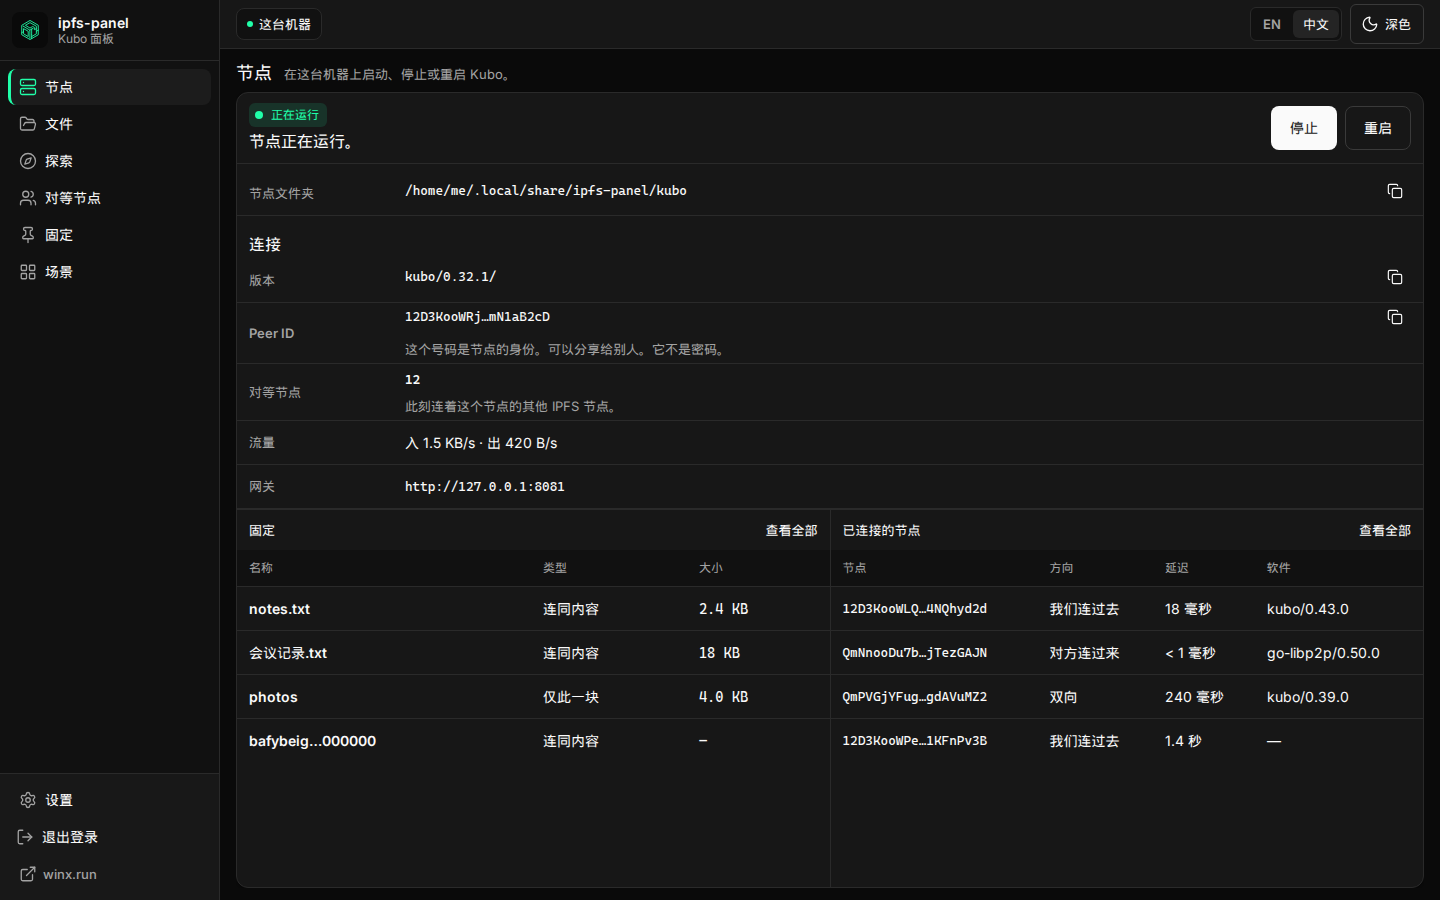 ipfs-panel
Kubo 面板
节点
文件
探索
对等节点
固定
场景
设置
退出登录
winx.run
这台机器
EN 中文 深色
节点 在这台机器上启动、停止或重启 Kubo。
正在运行
节点正在运行。
停止 重启
节点文件夹 /home/me/.local/share/ipfs-panel/kubo
连接
版本 kubo/0.32.1/
Peer ID 12D3KooWRj…mN1aB2cD
这个号码是节点的身份。可以分享给别人。它不是密码。
对等节点 12
此刻连着这个节点的其他 IPFS 节点。
流量 入 1.5 KB/s · 出 420 B/s
网关 http://127.0.0.1:8081
固定 查看全部
名称 类型 大小
notes.txt 连同内容 2.4 KB
会议记录.txt 连同内容 18 KB
photos 仅此一块 4.0 KB
bafybeig…000000 连同内容 —
已连接的节点 查看全部
节点 方向 延迟 软件
12D3KooWLQ…4NQhyd2d 我们连过去 18 毫秒 kubo/0.43.0
QmNnooDu7b…jTezGAJN 对方连过来 < 1 毫秒 go-libp2p/0.50.0
QmPVGjYFug…gdAVuMZ2 双向 240 毫秒 kubo/0.39.0
12D3KooWPe…1KFnPv3B 我们连过去 1.4 秒 —